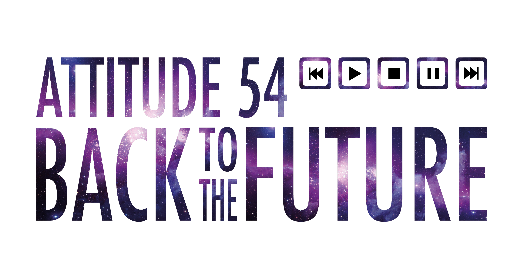 ATTITUDE 54
BACK TO THE FUTURE